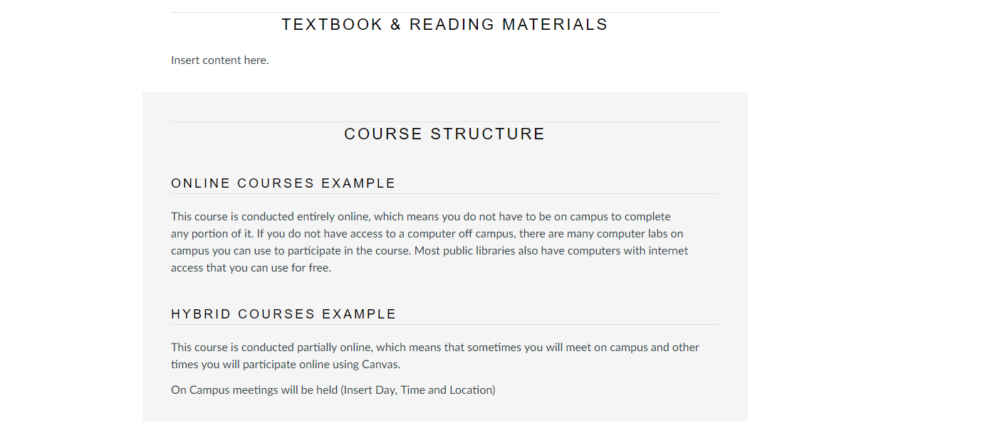 TEXTBOOK & READING MATERIALS
Insert content here.
COURSE STRUCTURE
ONLINE COURSES EXAMPLE
This course is conducted entirely online, which means you do not have to be on campus to complete
any portion of it. If you do not have access to a computer off campus, there are many computer labs on
campus you can use to participate in the course. Most public libraries also have computers with internet
access that you can use for free.
HYBRID COURSES EXAMPLE
This course is conducted partially online, which means that sometimes you will meet on campus and other
times you will participate online using Canvas.
On Campus meetings will be held (Insert Day, Time and Location)